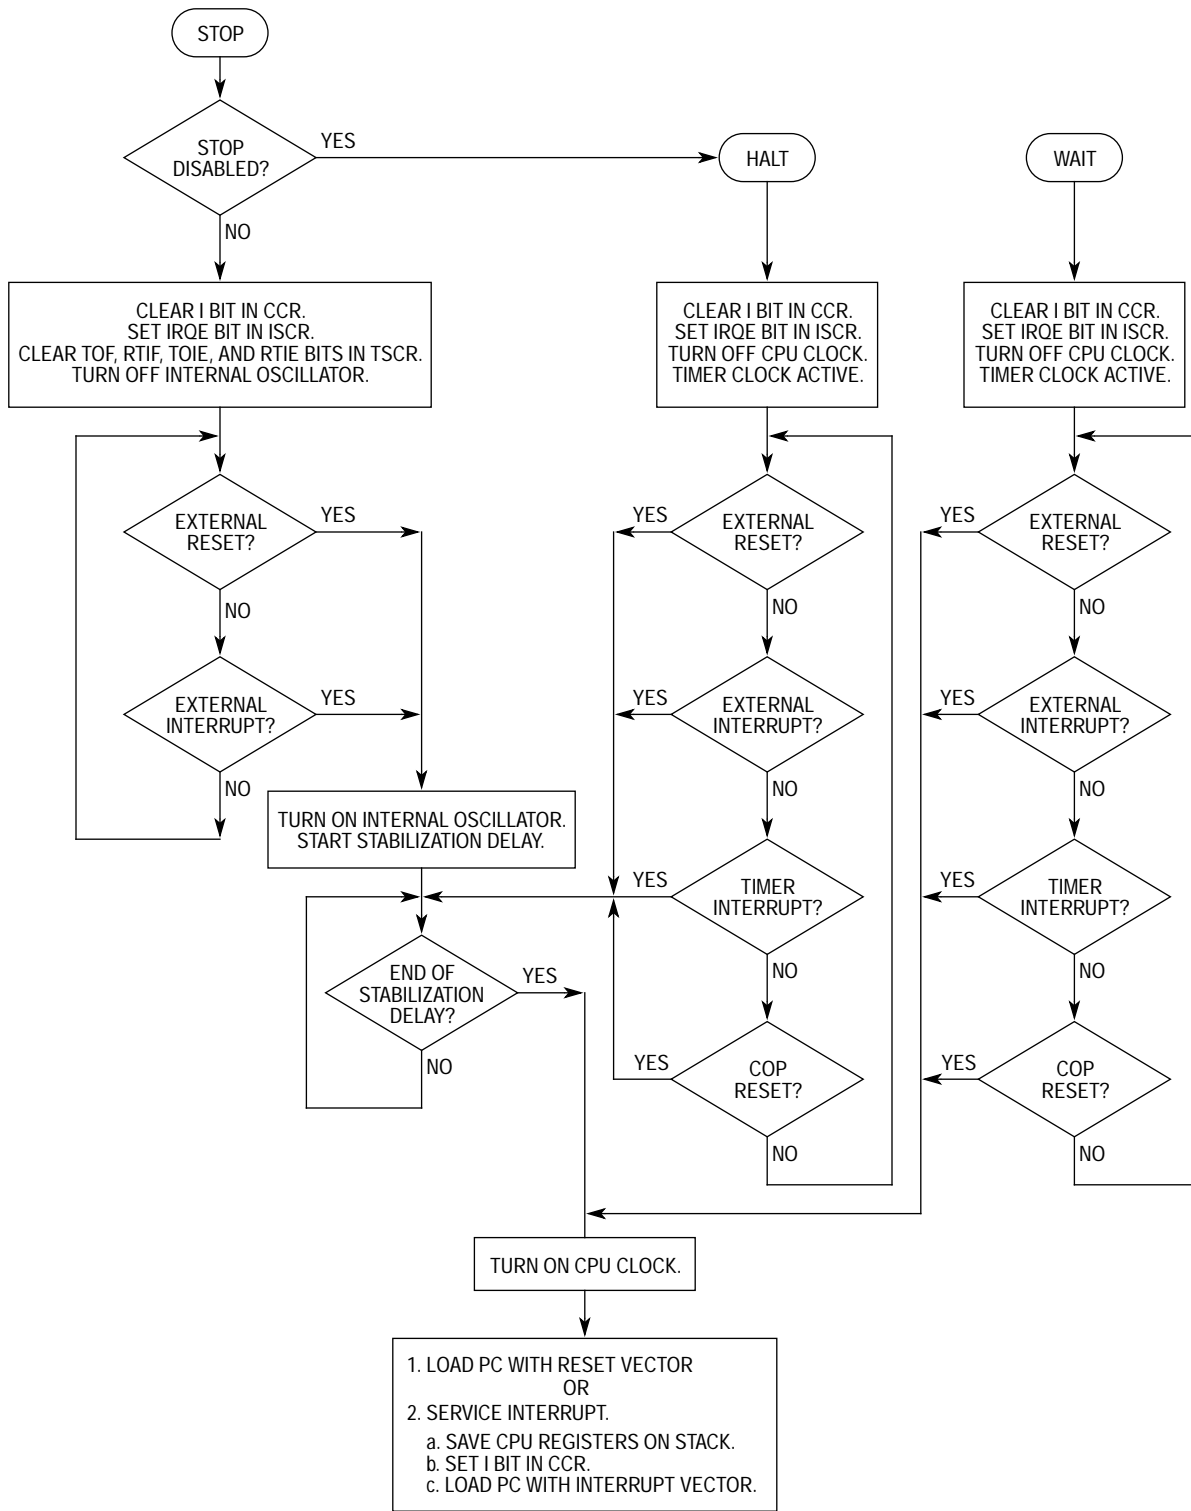 STOP
STOP
DISABLED?
YES
NO
HALT
WAIT
CLEAR I BIT IN CCR.
SET IRQE BIT IN ISCR.
CLEAR TOF, RTIF, TOIE, AND RTIE BITS IN TSCR.
TURN OFF INTERNAL OSCILLATOR.
CLEAR I BIT IN CCR.
SET IRQE BIT IN ISCR.
TURN OFF CPU CLOCK.
TIMER CLOCK ACTIVE.
CLEAR I BIT IN CCR.
SET IRQE BIT IN ISCR.
TURN OFF CPU CLOCK.
TIMER CLOCK ACTIVE.
EXTERNAL
RESET?
YES
NO
EXTERNAL
INTERRUPT?
YES
NO
TURN ON INTERNAL OSCILLATOR.
START STABILIZATION DELAY.
END OF
STABILIZATION
DELAY?
YES
NO
YES
EXTERNAL
RESET?
NO
YES
EXTERNAL
INTERRUPT?
NO
YES
TIMER
INTERRUPT?
NO
YES
COP
RESET?
NO
YES
EXTERNAL
RESET?
NO
YES
EXTERNAL
INTERRUPT?
NO
YES
TIMER
INTERRUPT?
NO
YES
COP
RESET?
NO
TURN ON CPU CLOCK.
1. LOAD PC WITH RESET VECTOR
OR
2. SERVICE INTERRUPT.
a. SAVE CPU REGISTERS ON STACK.
b. SET I BIT IN CCR.
c. LOAD PC WITH INTERRUPT VECTOR.